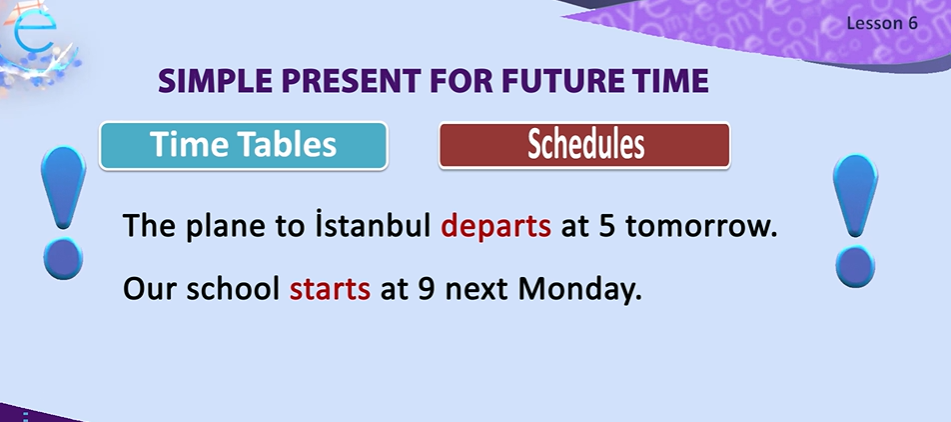 Lesson 6
SIMPLE PRESENT FOR FUTURE TIME
Time Tables
Schedules
The plane to İstanbul departs at 5 tomorrow.
Our school starts at 9 next Monday.